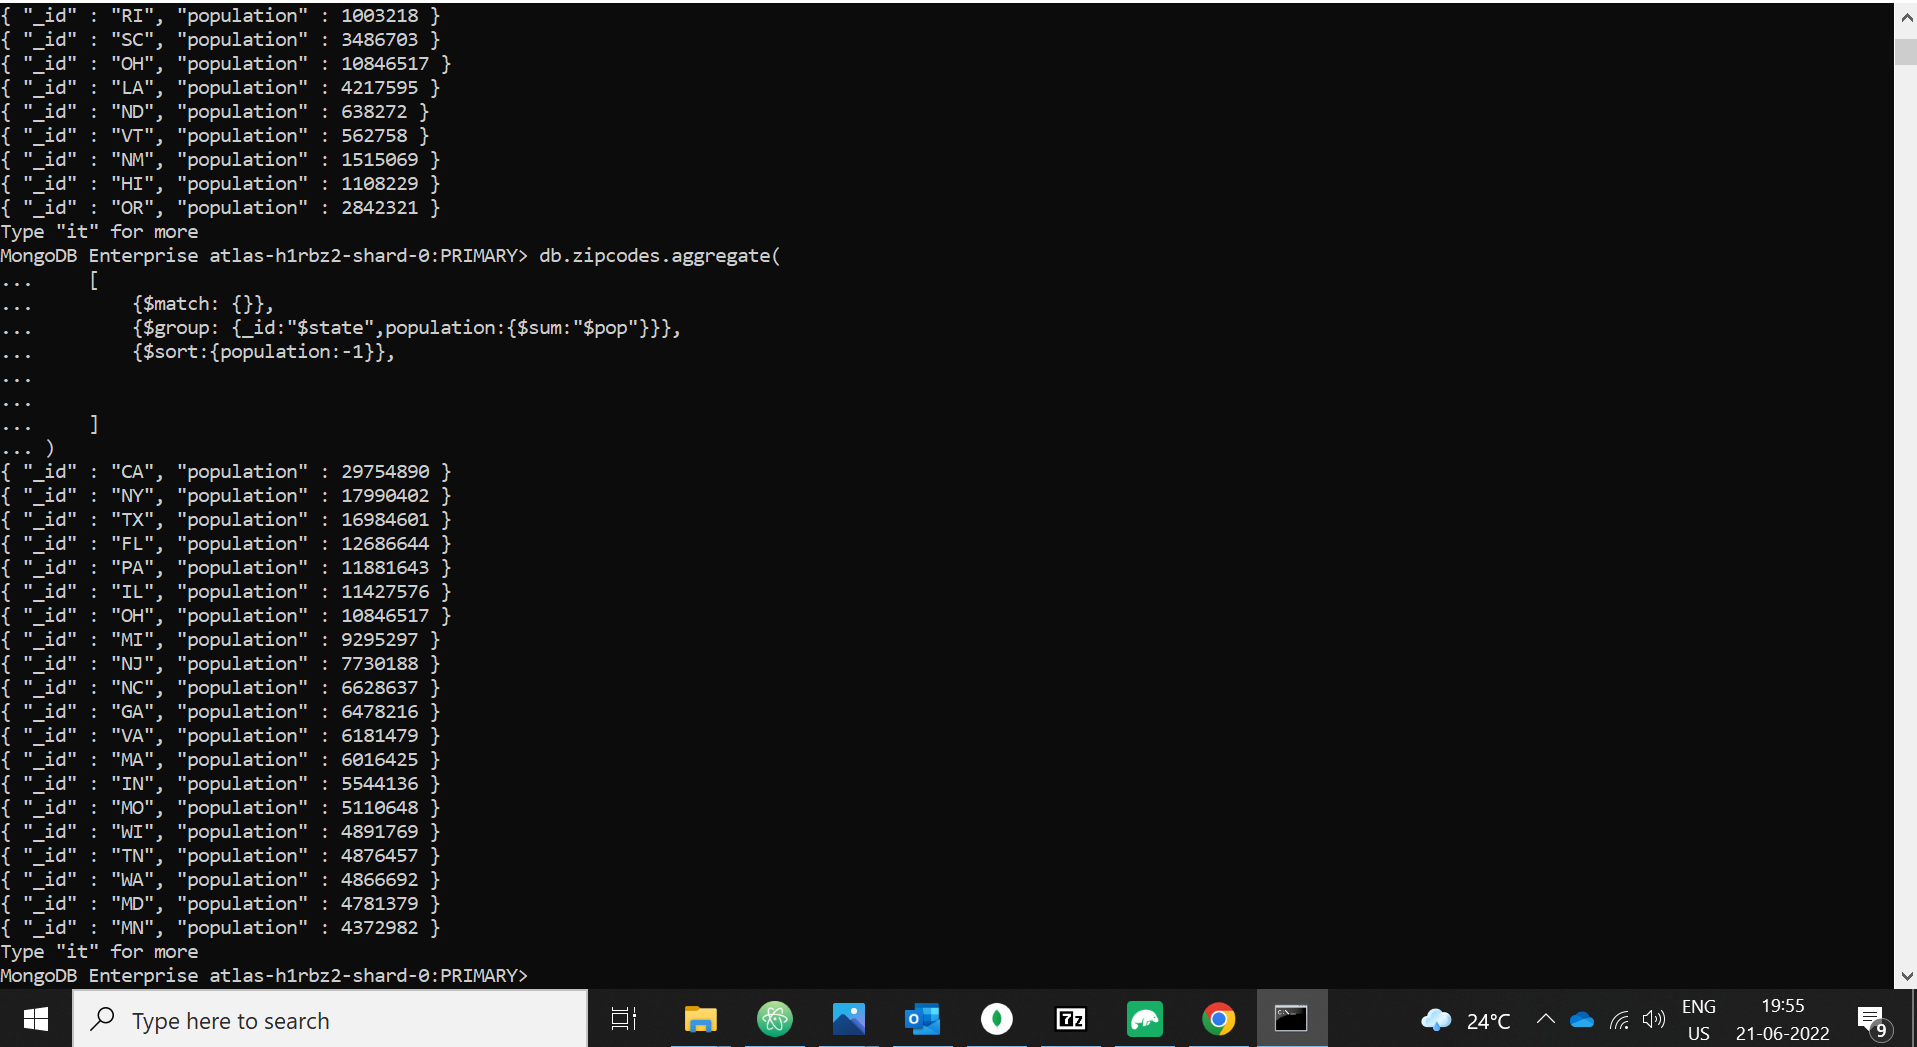 { "_id" : "RI", "population" : 1003218 }
{ "_id" : "SC", "population" : 3486703 }
{ "_id" : "OH", "population" : 10846517 }
{ "_id" : "LA", "population" : 4217595 }
{ "_id" : "ND", "population" : 638272 }
{ "_id" : "VT", "population" : 562758 }
{ "_id" : "NM", "population" : 1515069 }
{ "_id" : "HI", "population" : 1108229 }
{ "_id" : "OR", "population" : 2842321 }
Type "it" for more
MongoDB Enterprise atlas-h1rbz2-shard-0:PRIMARY> db.zipcodes.aggregate(
...     [
...         {$match: {}},
...         {$group: {_id:"$state",population:{$sum:"$pop"}}},
...         {$sort:{population:-1}},
...
...
...     ]
... )
{ "_id" : "CA", "population" : 29754890 }
{ "_id" : "NY", "population" : 17990402 }
{ "_id" : "TX", "population" : 16984601 }
{ "_id" : "FL", "population" : 12686644 }
{ "_id" : "PA", "population" : 11881643 }
{ "_id" : "IL", "population" : 11427576 }
{ "_id" : "OH", "population" : 10846517 }
{ "_id" : "MI", "population" : 9295297 }
{ "_id" : "NJ", "population" : 7730188 }
{ "_id" : "NC", "population" : 6628637 }
{ "_id" : "GA", "population" : 6478216 }
{ "_id" : "VA", "population" : 6181479 }
{ "_id" : "MA", "population" : 6016425 }
{ "_id" : "IN", "population" : 5544136 }
{ "_id" : "MO", "population" : 5110648 }
{ "_id" : "WI", "population" : 4891769 }
{ "_id" : "TN", "population" : 4876457 }
{ "_id" : "WA", "population" : 4866692 }
{ "_id" : "MD", "population" : 4781379 }
{ "_id" : "MN", "population" : 4372982 }
Type "it" for more
MongoDB Enterprise atlas-h1rbz2-shard-0:PRIMARY>
Type here to search
7z
24°C
ENG
US
19:55
21-06-2022
9